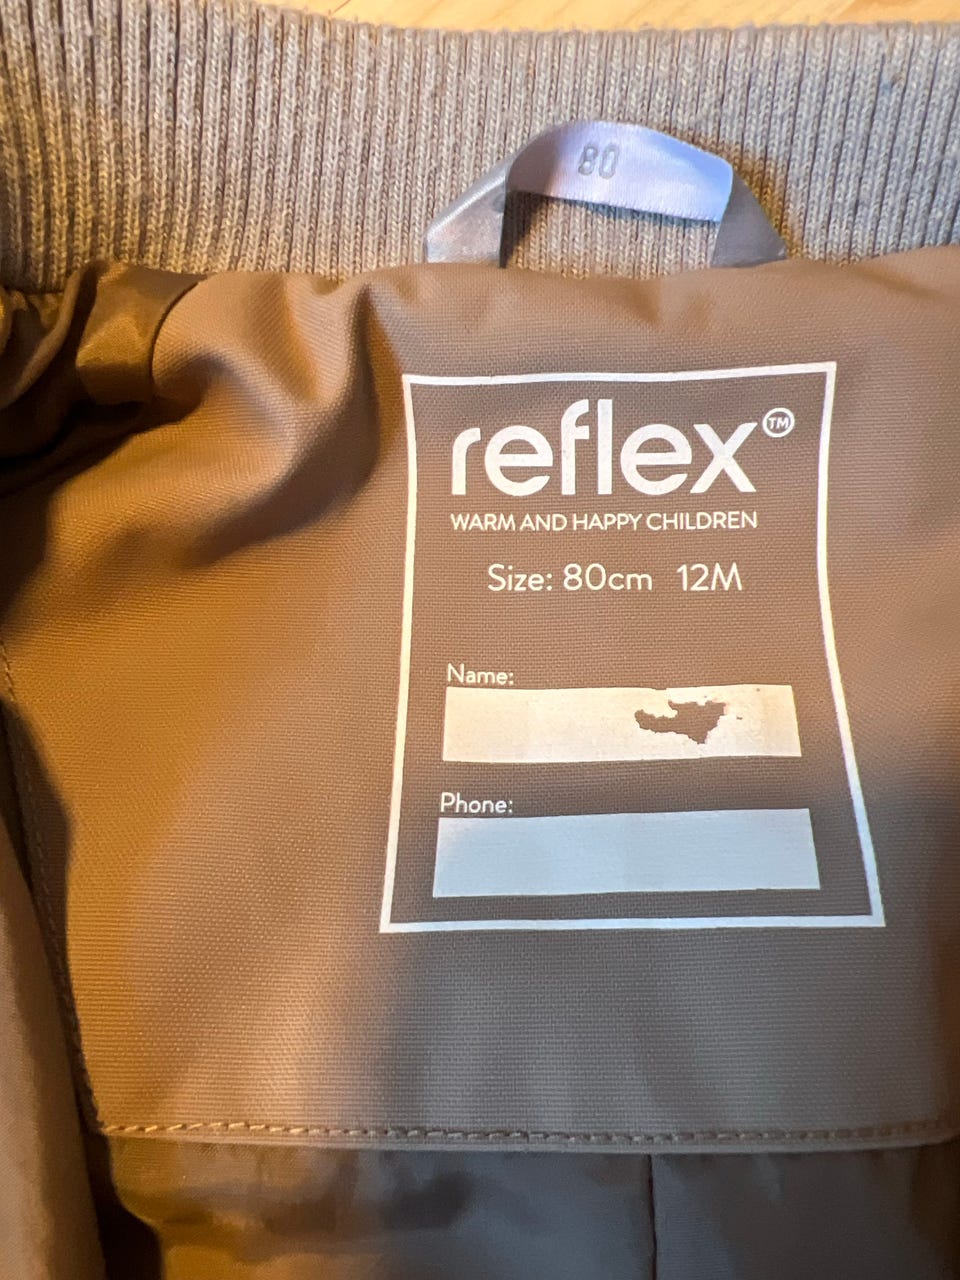 80
reflex™
WARM AND HAPPY CHILDREN
Size: 80cm 12M
Name:
Phone: